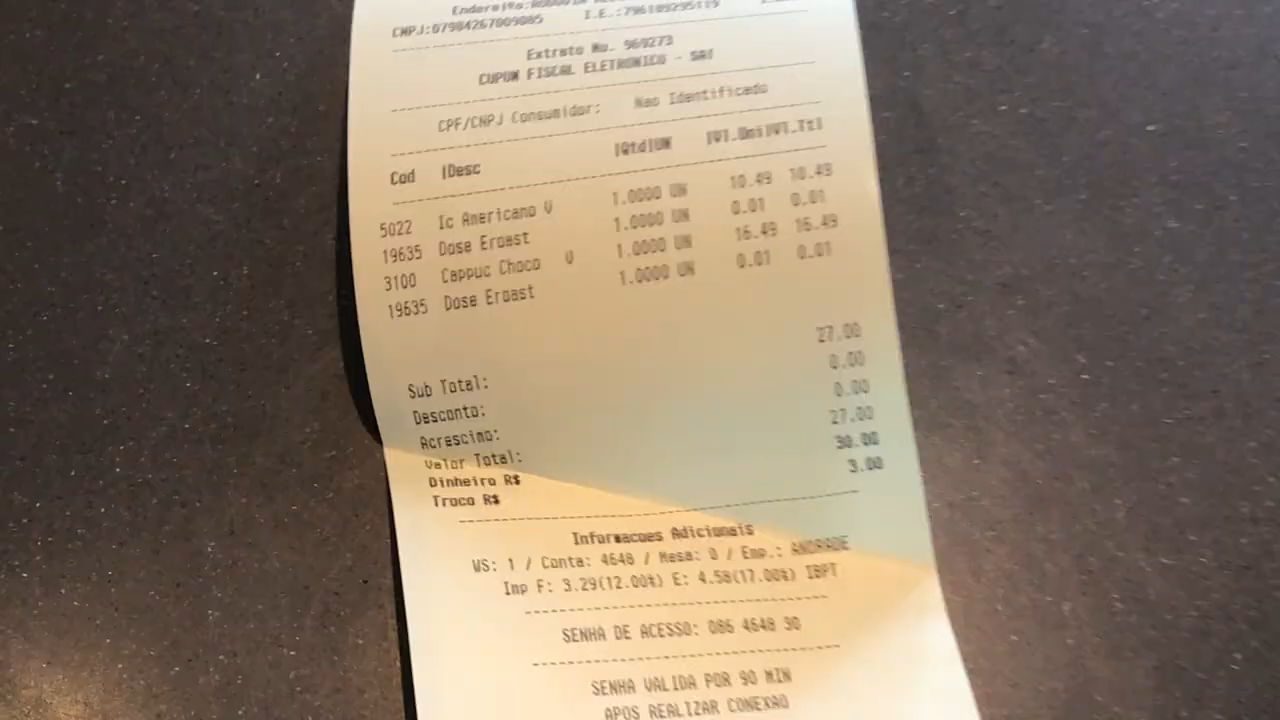 CNPJ:07984267009085 I.E.:796189295119
Extrato No. 969273
CUPOM FISCAL ELETRONICO - SAT
CPF/CNPJ Consumidor: Nao Identificado
Cod |Desc |Qtd|UN |Vl.Uni|Vl.Ttl
5022 Ic Americano V 1.0000 UN 10.49 10.49
19635 Dose Eroast 1.0000 UN 0.01 0.01
3100 Cappuc Choco V 1.0000 UN 16.49 16.49
19635 Dose Eroast 1.0000 UN 0.01 0.01
Sub Total: 27.00
Desconto: 0.00
Acrescimo: 0.00
Valor Total: 27.00
Dinheiro R$ 30.00
Troco R$ 3.00
Informacoes Adicionais
WS: 1 / Conta: 4648 / Mesa: 0 / Emp.: ANDRADE
Imp F: 3.29(12.00%) E: 4.58(17.00%) IBPT
SENHA DE ACESSO: 086 4648 30
SENHA VALIDA POR 90 MIN
APOS REALIZAR CONEXAO